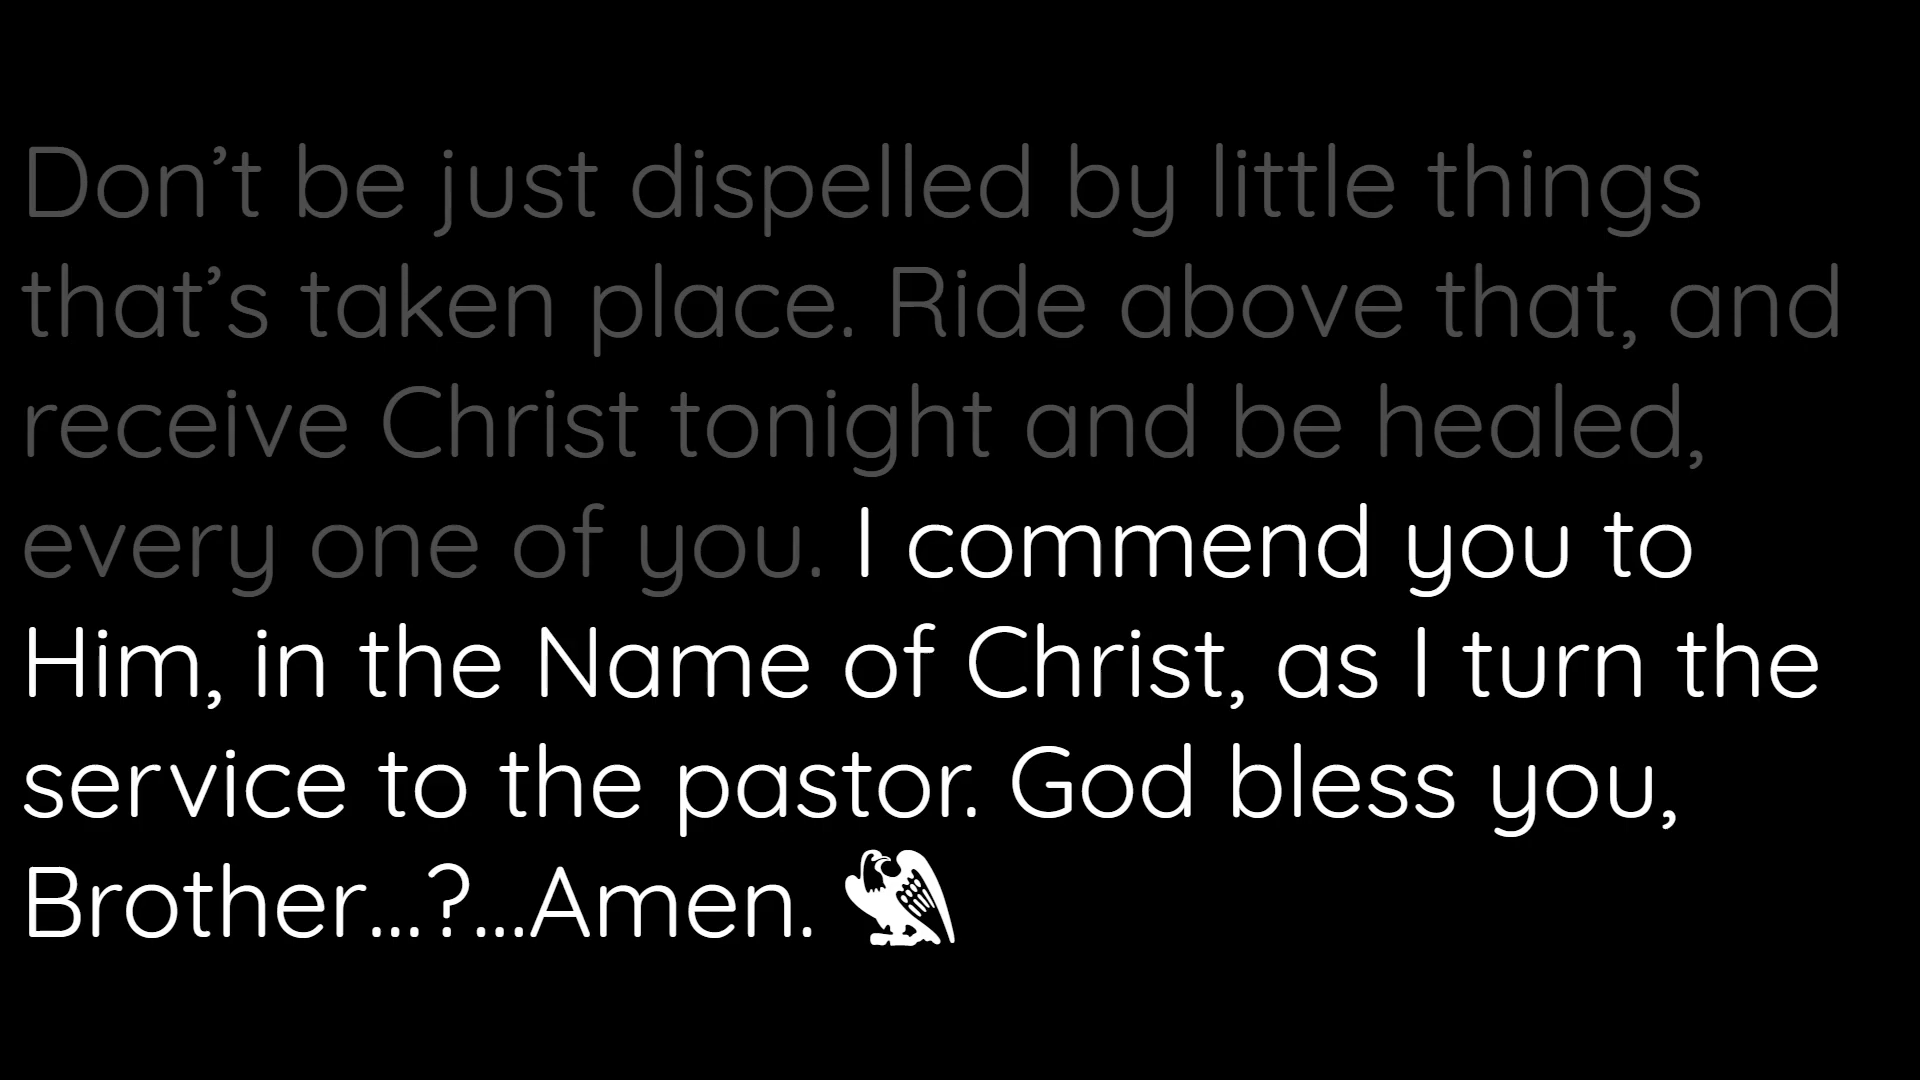 Don’t be just dispelled by little things
that’s taken place. Ride above that, and
receive Christ tonight and be healed,
every one of you. I commend you to
Him, in the Name of Christ, as I turn the
service to the pastor. God bless you,
Brother...?...Amen.